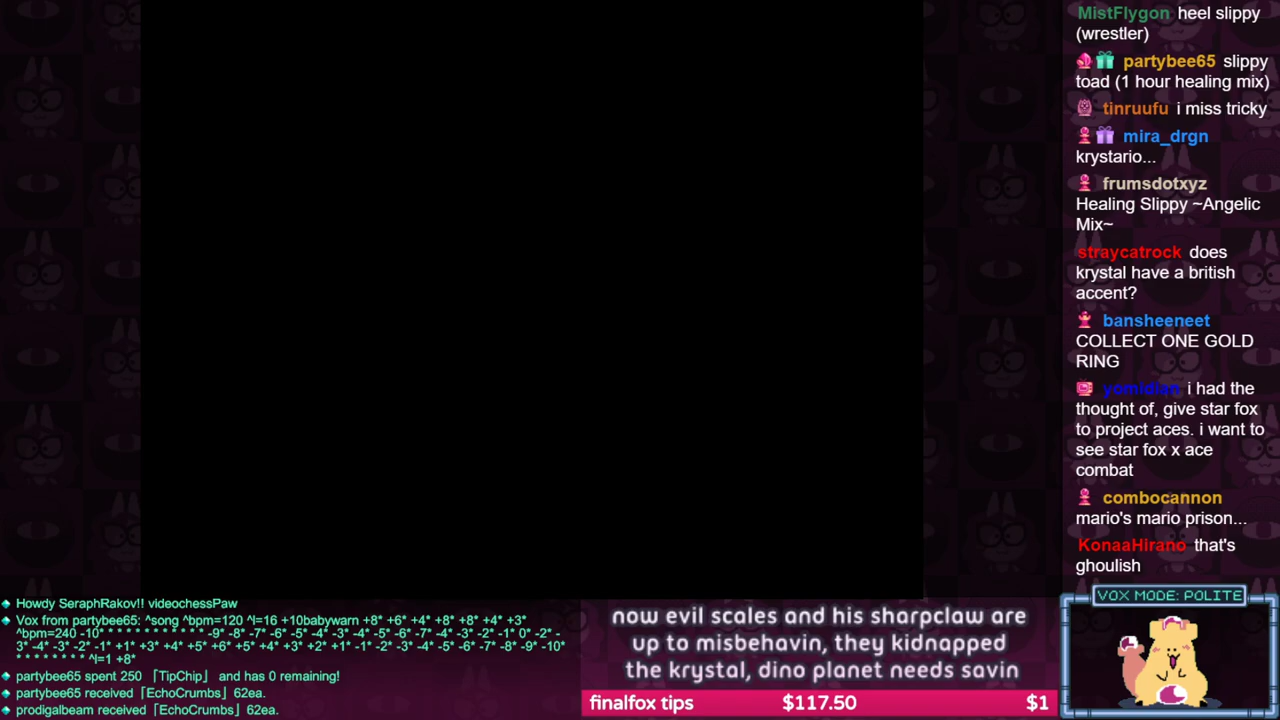 MistFlygon heel slippy
(wrestler)
partybee65 slippy
toad (1 hour healing mix)
tinruufu i miss tricky
mira_drgn
krystario...
frumsdotxyz
Healing Slippy ~Angelic
Mix~
straycatrock does
krystal have a british
accent?
bansheeneet
COLLECT ONE GOLD
RING
yomidian i had the
thought of, give star fox
to project aces. i want to
see star fox x ace
combat
combocannon
mario's mario prison...
KonaaHirano that's
ghoulish
VOX MODE: POLITE
Howdy SeraphRakov!! videochessPaw
Vox from partybee65: ^song ^bpm=120 ^l=16 +10babywarn +8* +6* +4* +8* +8* +4* +3*
^bpm=240 -10* * * * * * * * * * * * -9* -8* -7* -6* -5* -4* -3* -4* -5* -6* -7* -4* -3* -2* -1* 0* -2* -
3* -4* -3* -2* -1* +1* +3* +4* +5* +6* +5* +4* +3* +2* +1* -1* -2* -3* -4* -5* -6* -7* -8* -9* -10*
* * * * * * * * ^l=1 +8*
partybee65 spent 250 「TipChip」 and has 0 remaining!
partybee65 received「EchoCrumbs」62ea.
prodigalbeam received「EchoCrumbs」62ea.
now evil scales and his sharpclaw are
up to misbehavin, they kidnapped
the krystal, dino planet needs savin
finalfox tips $117.50 $1